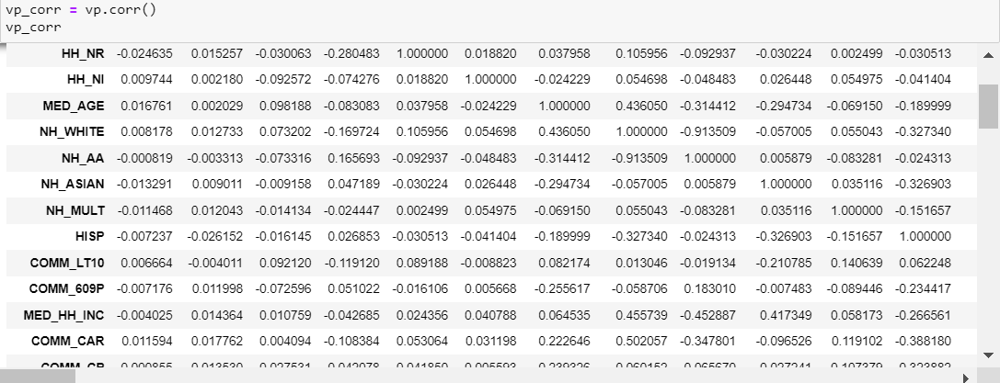 vp_corr = vp.corr()
vp_corr
HH_NR -0.024635 0.015257 -0.030063 -0.280483 1.000000 0.018820 0.037958 0.105956 -0.092937 -0.030224 0.002499 -0.030513
HH_NI 0.009744 0.002180 -0.092572 -0.074276 0.018820 1.000000 -0.024229 0.054698 -0.048483 0.026448 0.054975 -0.041404
MED_AGE 0.016761 0.002029 0.098188 -0.083083 0.037958 -0.024229 1.000000 0.436050 -0.314412 -0.294734 -0.069150 -0.189999
NH_WHITE 0.008178 0.012733 0.073202 -0.169724 0.105956 0.054698 0.436050 1.000000 -0.913509 -0.057005 0.055043 -0.327340
NH_AA -0.000819 -0.003313 -0.073316 0.165693 -0.092937 -0.048483 -0.314412 -0.913509 1.000000 0.005879 -0.083281 -0.024313
NH_ASIAN -0.013291 0.009011 -0.009158 0.047189 -0.030224 0.026448 -0.294734 -0.057005 0.005879 1.000000 0.035116 -0.326903
NH_MULT -0.011468 0.012043 -0.014134 -0.024447 0.002499 0.054975 -0.069150 0.055043 -0.083281 0.035116 1.000000 -0.151657
HISP -0.007237 -0.026152 -0.016145 0.026853 -0.030513 -0.041404 -0.189999 -0.327340 -0.024313 -0.326903 -0.151657 1.000000
COMM_LT10 0.006664 -0.004011 0.092120 -0.119120 0.089188 -0.008823 0.082174 0.013046 -0.019134 -0.210785 0.140639 0.062248
COMM_609P -0.007176 0.011998 -0.072596 0.051022 -0.016106 0.005668 -0.255617 -0.058706 0.183010 -0.007483 -0.089446 -0.234417
MED_HH_INC -0.004025 0.014364 0.010759 -0.042685 0.024356 0.040788 0.064535 0.455739 -0.452887 0.417349 0.058173 -0.266561
COMM_CAR 0.011594 0.017762 0.004094 -0.108384 0.053064 0.031198 0.222646 0.502057 -0.347801 -0.096526 0.119102 -0.388180